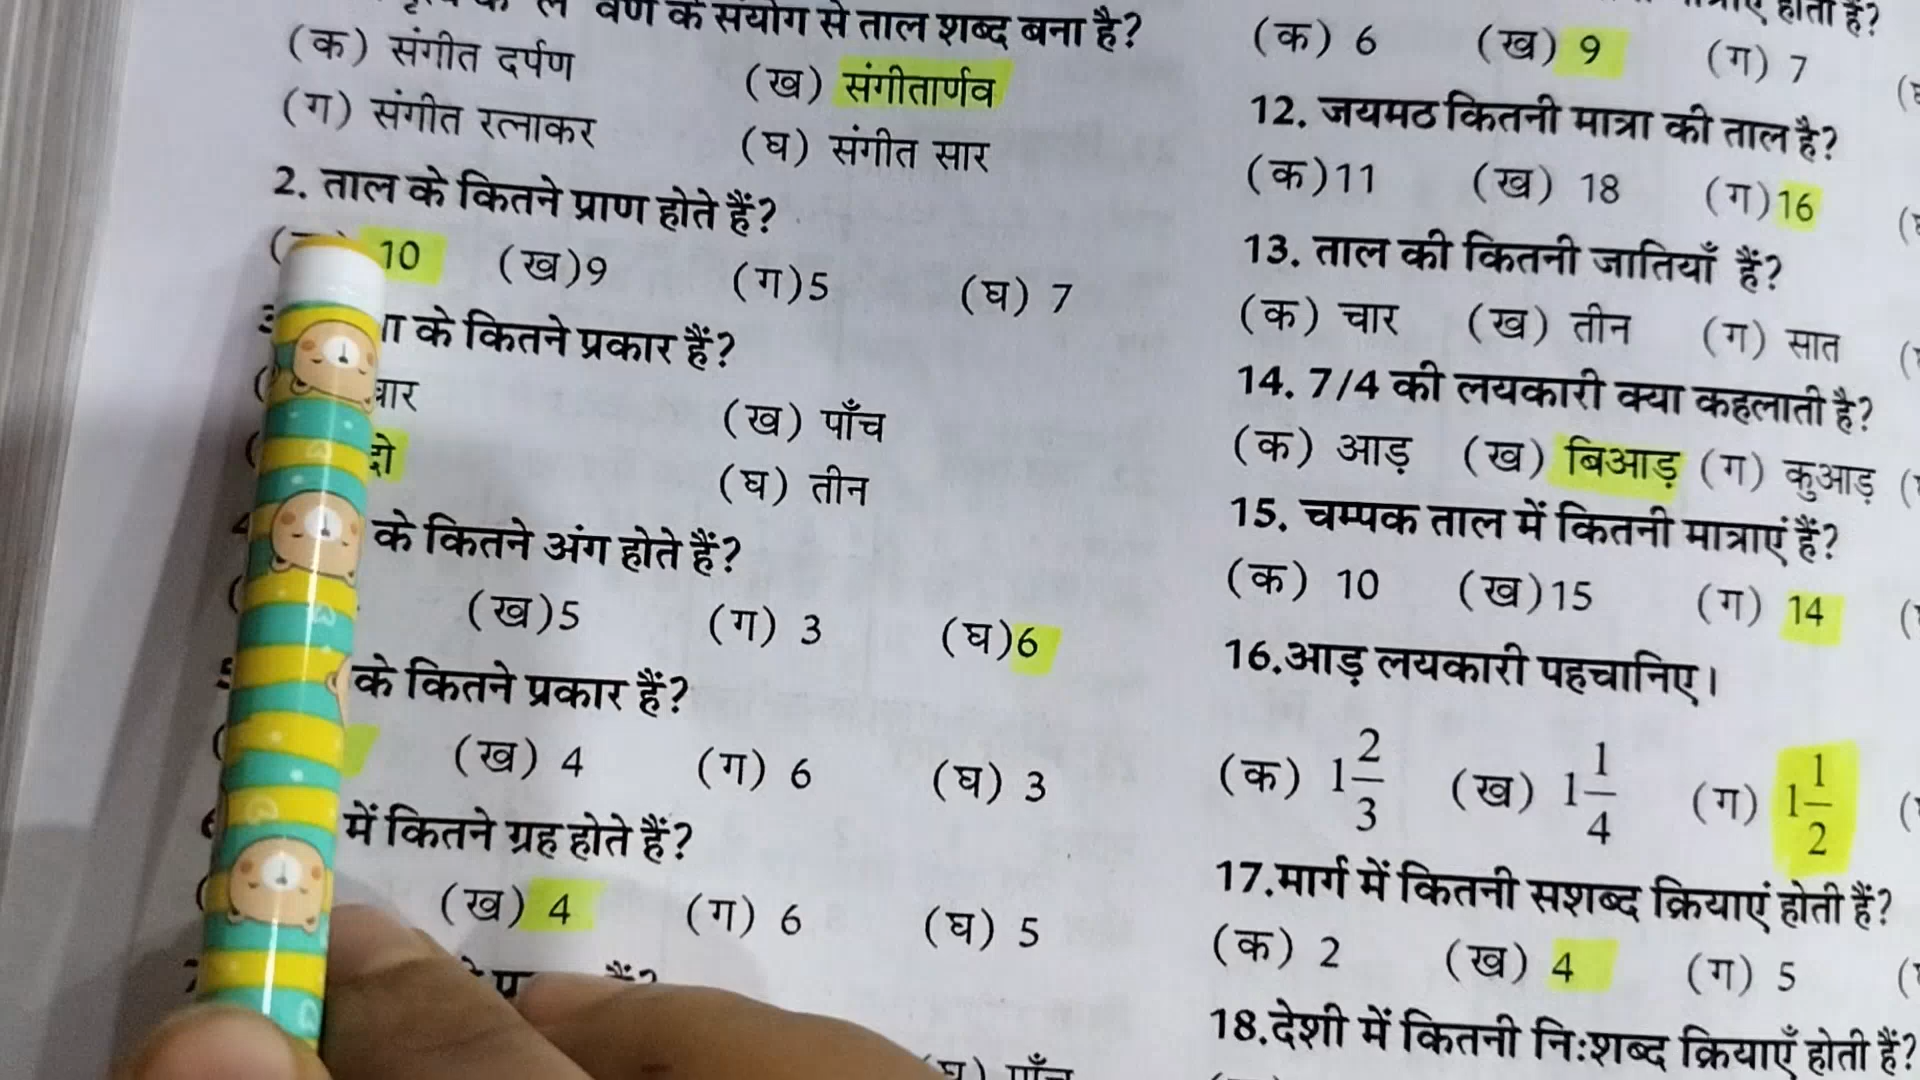 वर्ण के संयोग से ताल शब्द बना है?
(क) संगीत दर्पण (ख) संगीतार्णव
(ग) संगीत रत्नाकर (घ) संगीत सार
2. ताल के कितने प्राण होते हैं?
10 (ख)9 (ग)5 (घ) 7
के कितने प्रकार हैं?
चार (ख) पाँच
दो (घ) तीन
के कितने अंग होते हैं?
(ख)5 (ग) 3 (घ)6
के कितने प्रकार हैं?
(ख) 4 (ग) 6 (घ) 3
में कितने ग्रह होते हैं?
(ख) 4 (ग) 6 (घ) 5
हैं?
(घ) पाँच
होती हैं?
(क) 6 (ख) 9 (ग) 7
12. जयमठ कितनी मात्रा की ताल है?
(क)11 (ख) 18 (ग)16
13. ताल की कितनी जातियाँ हैं?
(क) चार (ख) तीन (ग) सात
14. 7/4 की लयकारी क्या कहलाती है?
(क) आड़ (ख) बिआड़ (ग) कुआड़
15. चम्पक ताल में कितनी मात्राएं हैं?
(क) 10 (ख)15 (ग) 14
16.आड़ लयकारी पहचानिए।
(क) 1 2/3 (ख) 1 1/4 (ग) 1 1/2
17.मार्ग में कितनी सशब्द क्रियाएं होती हैं?
(क) 2 (ख) 4 (ग) 5
18.देशी में कितनी नि:शब्द क्रियाएँ होती हैं?